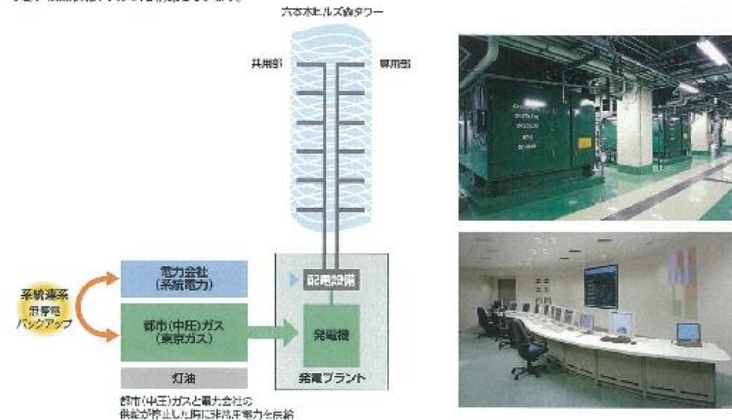 六本木ヒルズ森タワー
共用部
専用部
電力会社
(系統電力)
配電設備
系統連系
無停電
バックアップ
都市(中圧)ガス
(東京ガス)
発電機
灯油
発電プラント
都市(中圧)ガスと電力会社の
供給が停止した時に非常用電力を供給